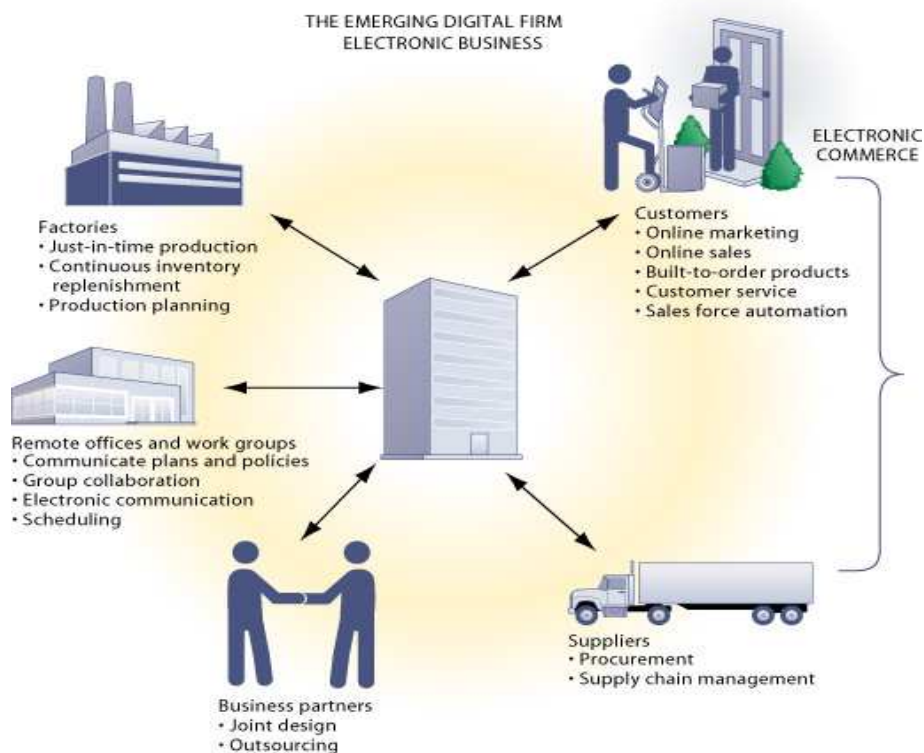 THE EMERGING DIGITAL FIRM
ELECTRONIC BUSINESS
ELECTRONIC
COMMERCE
Factories
• Just-in-time production
• Continuous inventory
replenishment
• Production planning
Customers
• Online marketing
• Online sales
• Built-to-order products
• Customer service
• Sales force automation
Remote offices and work groups
• Communicate plans and policies
• Group collaboration
• Electronic communication
• Scheduling
Business partners
• Joint design
• Outsourcing
Suppliers
• Procurement
• Supply chain management